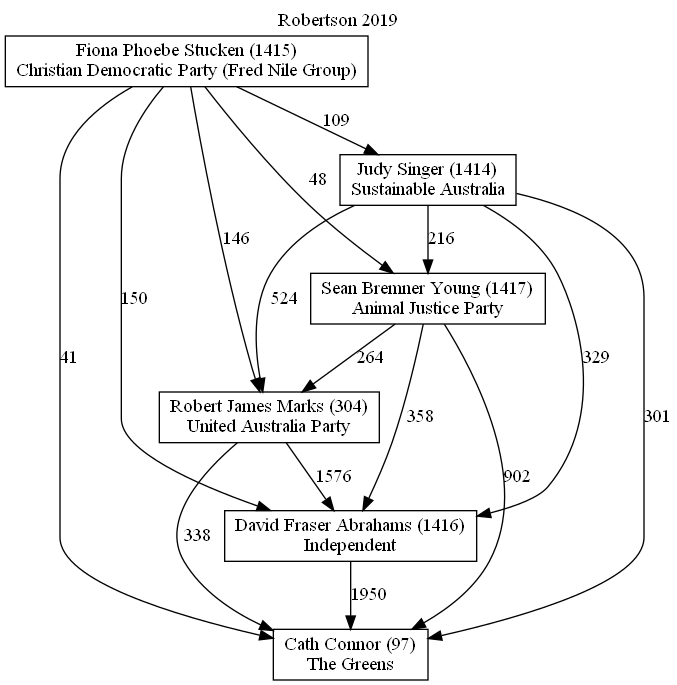 Robertson 2019
Fiona Phoebe Stucken (1415)
Christian Democratic Party (Fred Nile Group)
109
Judy Singer (1414)
Sustainable Australia
48
216
146
Sean Bremner Young (1417)
Animal Justice Party
150
524
41
264
329
Robert James Marks (304)
United Australia Party
358
301
1576
902
David Fraser Abrahams (1416)
Independent
338
1950
Cath Connor (97)
The Greens